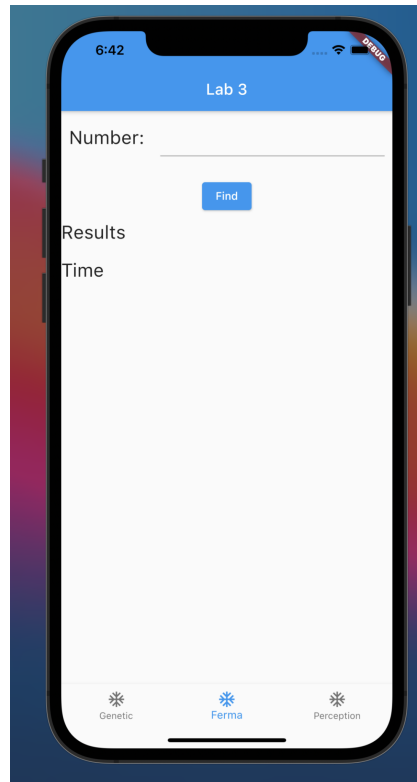 6:42
DEBUG
Lab 3
Number:
Find
Results
Time
Genetic Ferma Perception